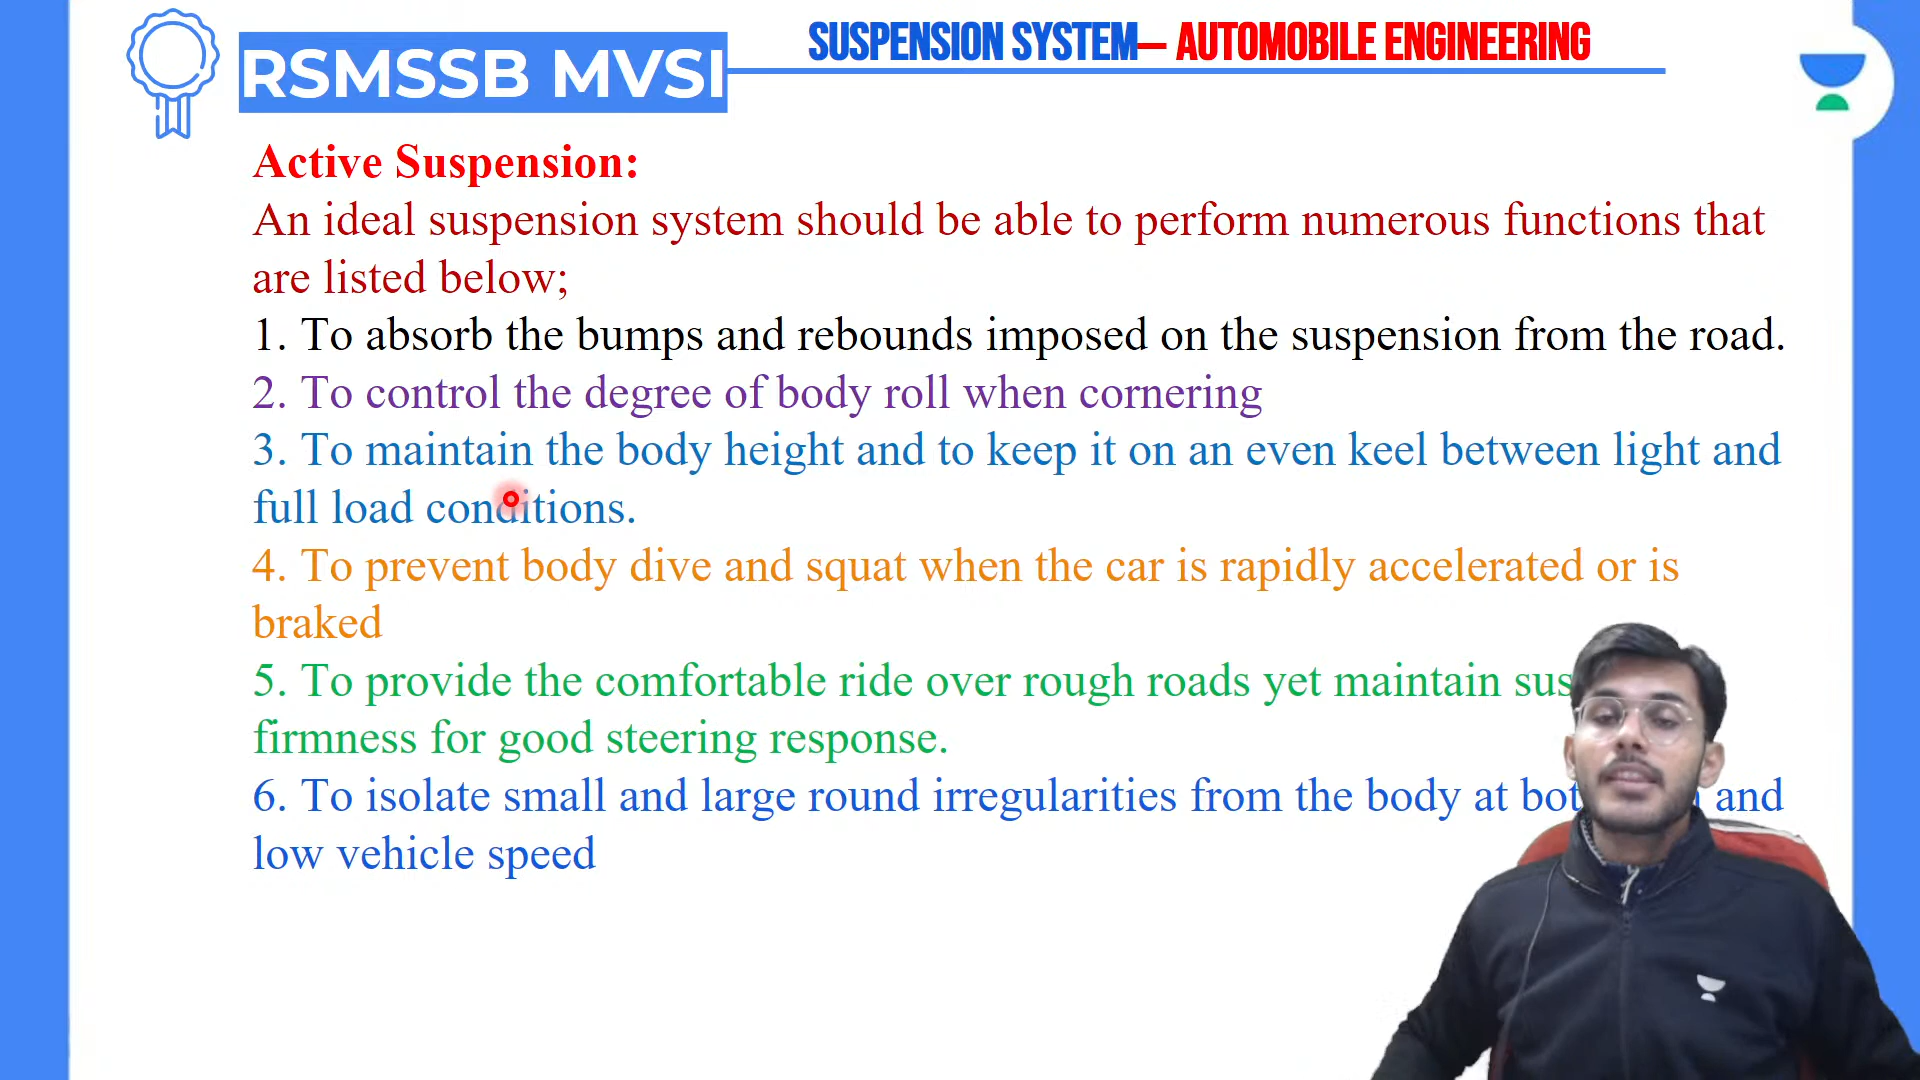 RSMSSB MVSI
SUSPENSION SYSTEM– AUTOMOBILE ENGINEERING
Active Suspension:
An ideal suspension system should be able to perform numerous functions that
are listed below;
1. To absorb the bumps and rebounds imposed on the suspension from the road.
2. To control the degree of body roll when cornering
3. To maintain the body height and to keep it on an even keel between light and
full load conditions.
4. To prevent body dive and squat when the car is rapidly accelerated or is
braked
5. To provide the comfortable ride over rough roads yet maintain
firmness for good steering response.
6. To isolate small and large round irregularities from the body at and
low vehicle speed